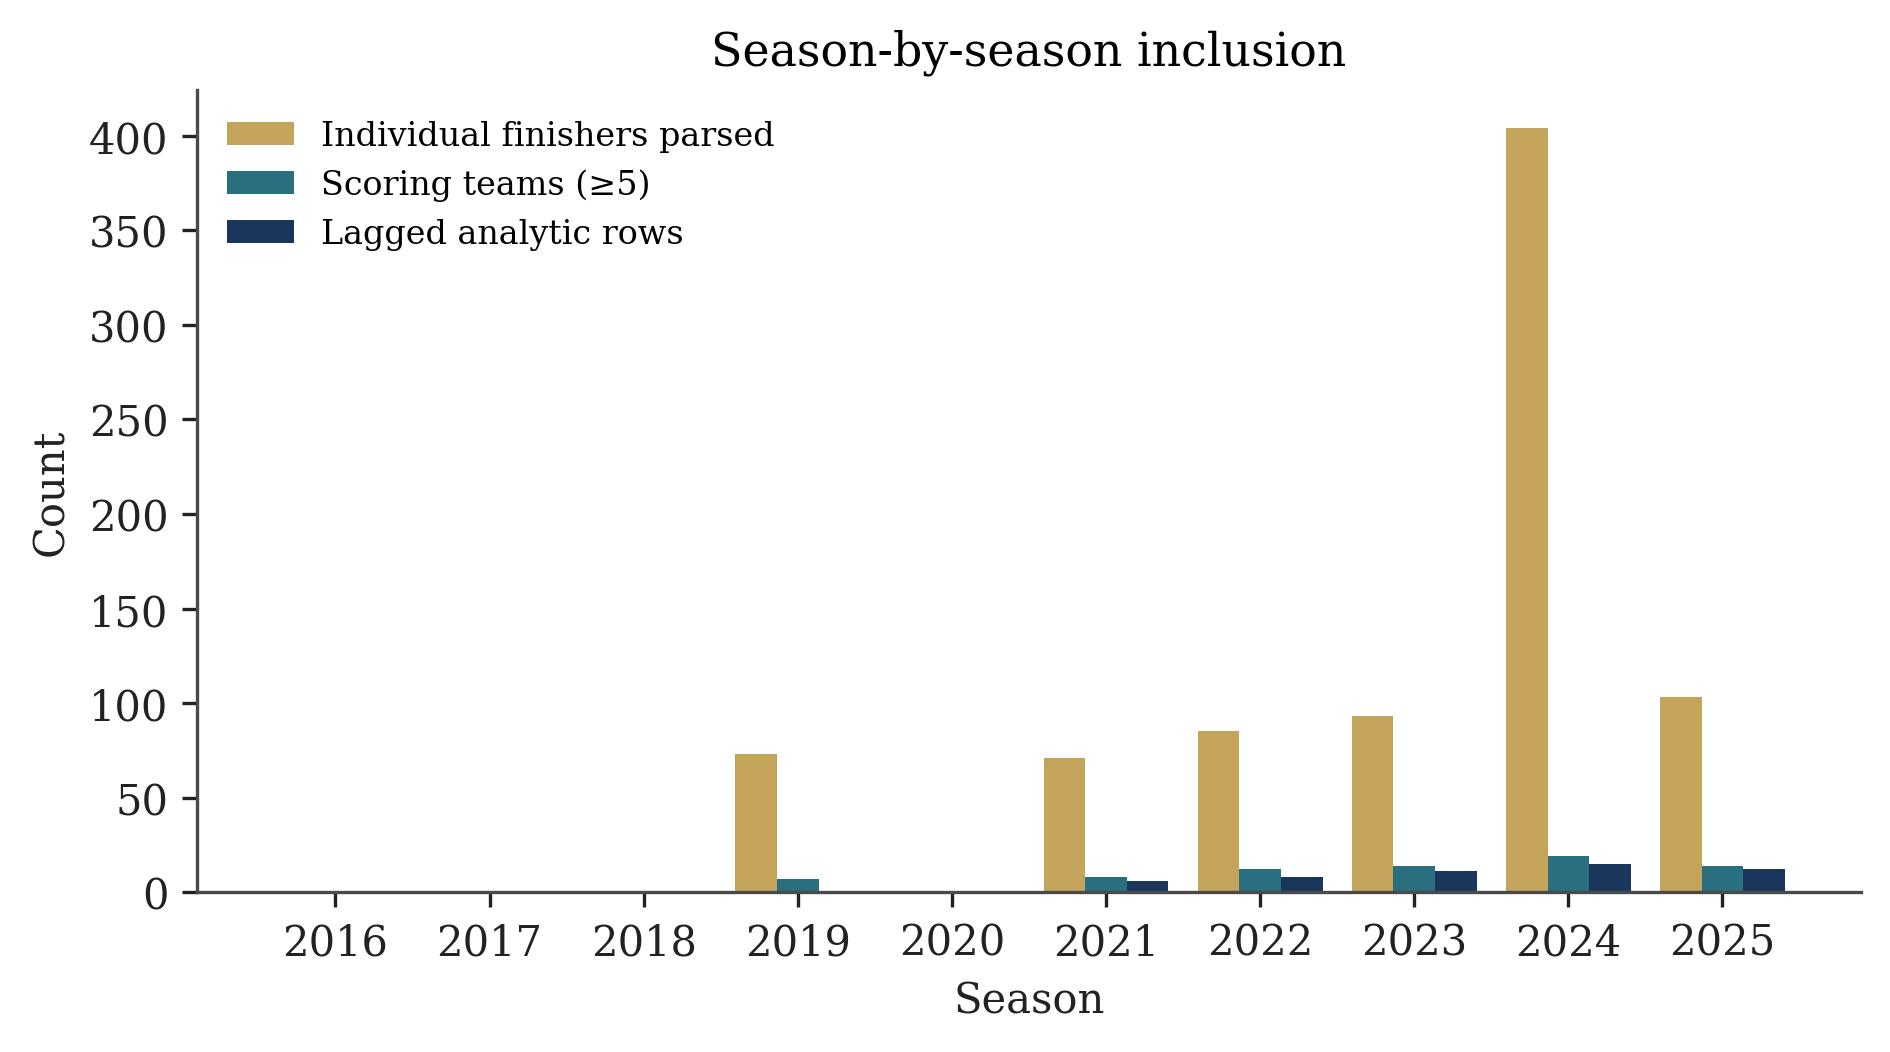 Season-by-season inclusion
Individual finishers parsed
Scoring teams (≥5)
Lagged analytic rows
400
350
300
250
200
150
100
50
0
Count
2016 2017 2018 2019 2020 2021 2022 2023 2024 2025
Season